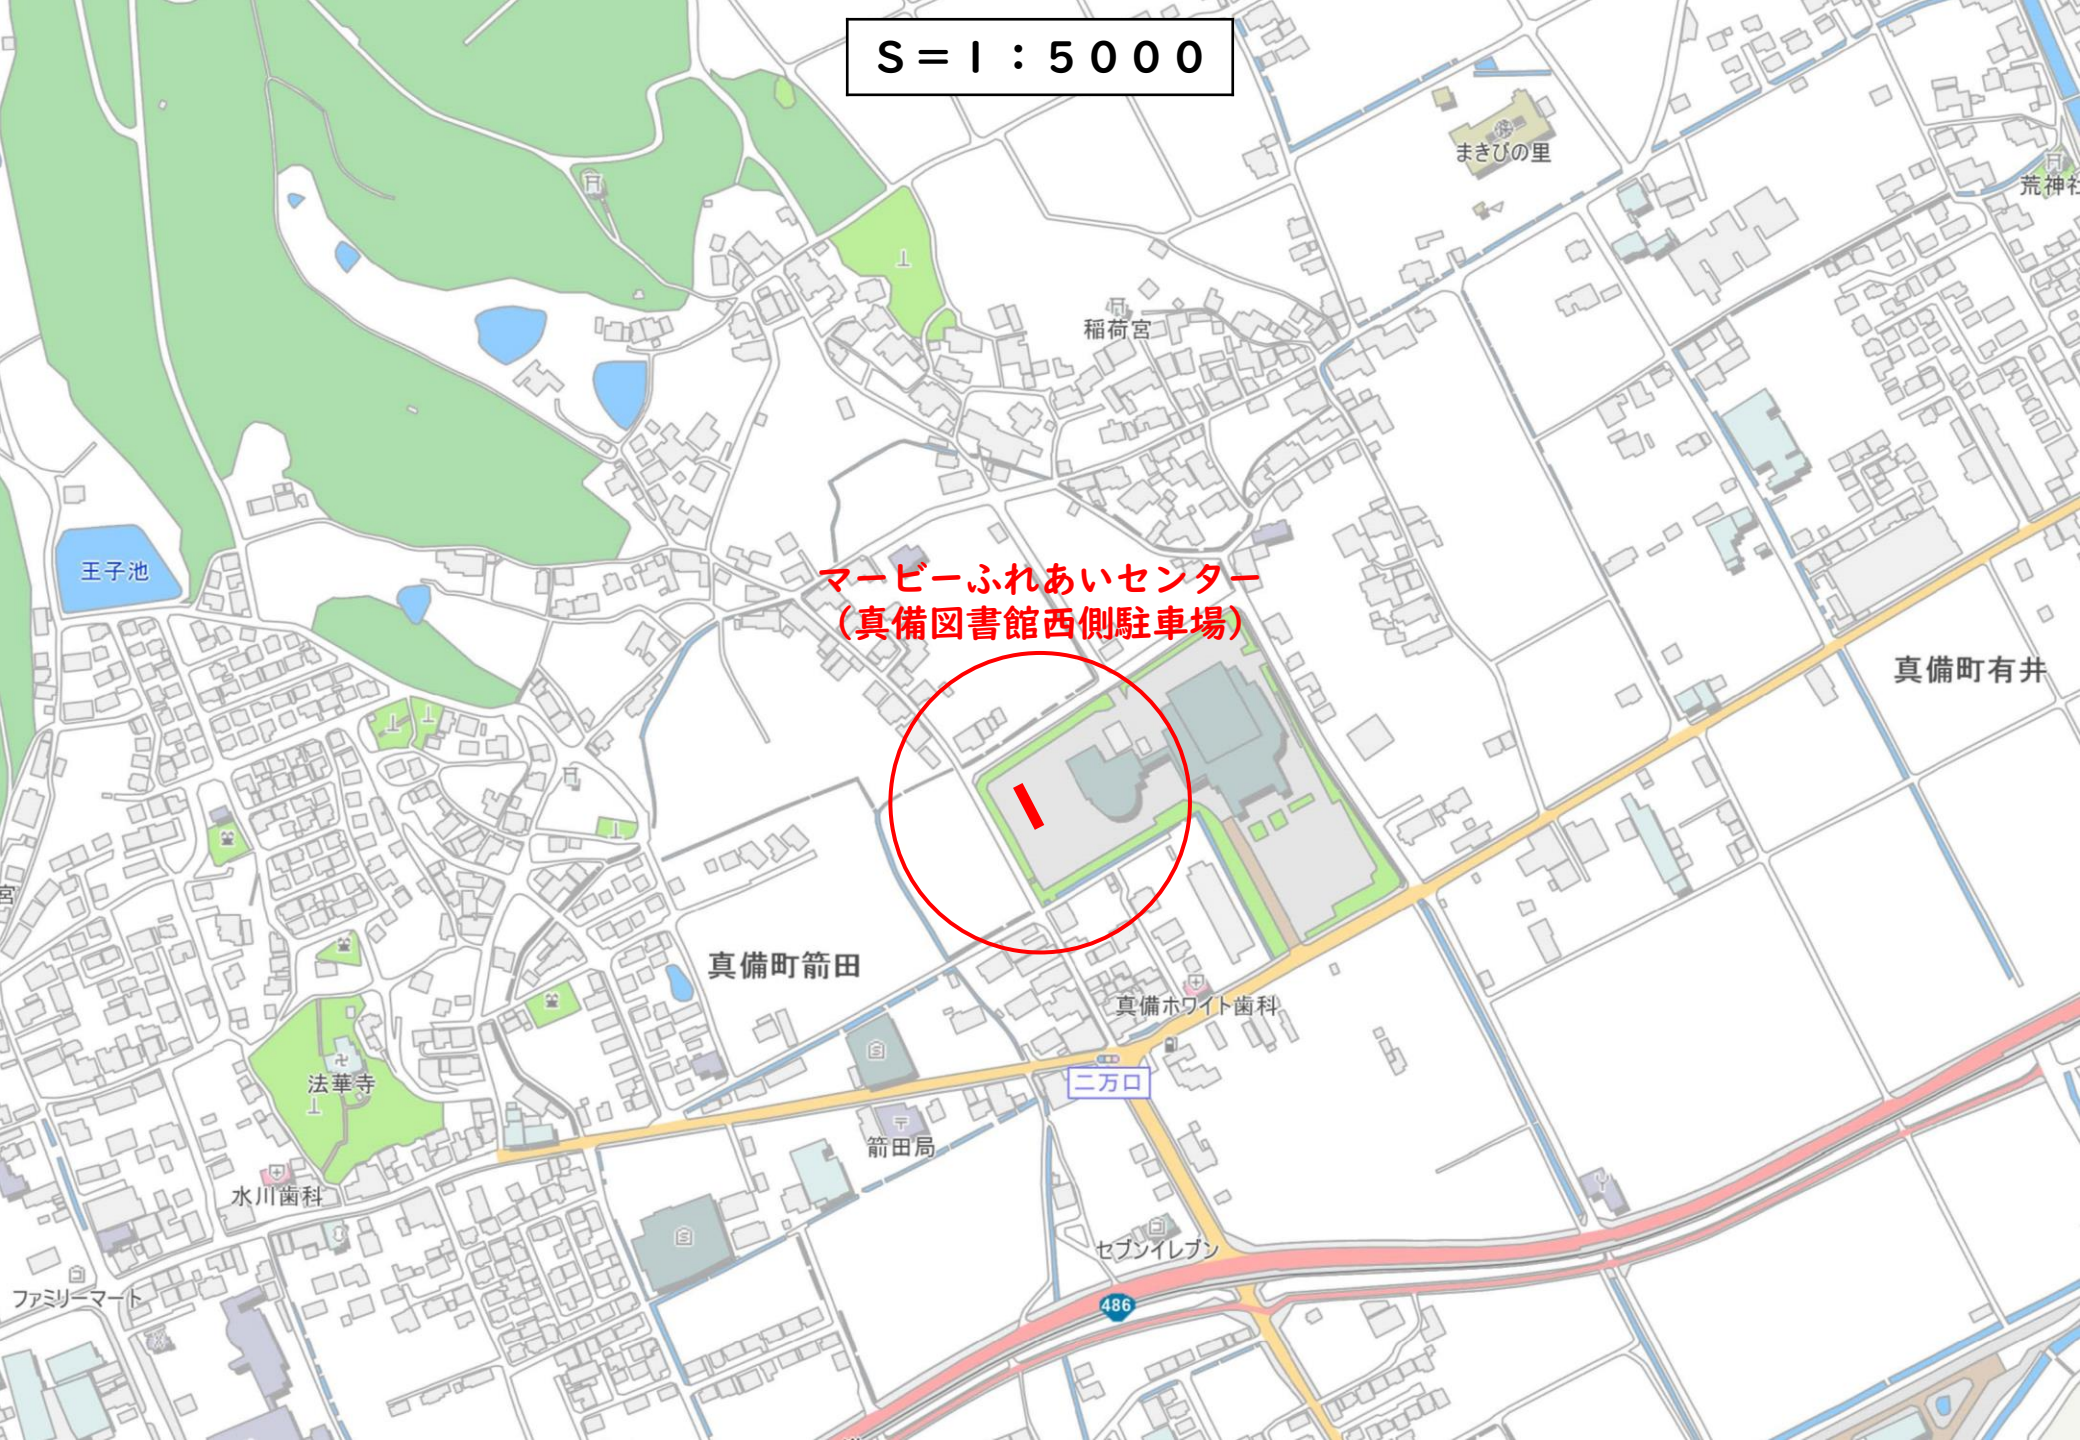 S=1:5000
まきびの里
荒神社
稲荷宮
王子池
マービーふれあいセンター
（真備図書館西側駐車場）
真備町有井
宮
真備町箭田
真備ホワイト歯科
二万口
法華寺
箭田局
水川歯科
セブンイレブン
ファミリーマート
486